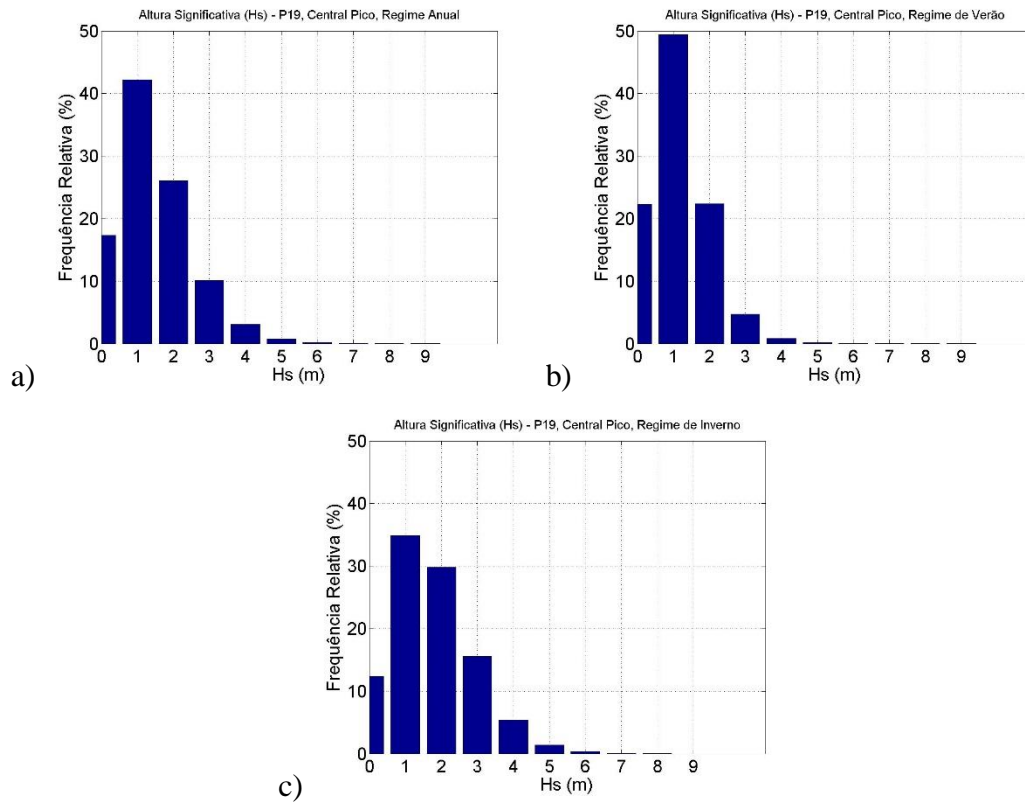 Altura Significativa (Hs) - P19, Central Pico, Regime Anual
50
40
30
20
10
0
Frequência Relativa (%)
0 1 2 3 4 5 6 7 8 9
Hs (m)
a)
Altura Significativa (Hs) - P19, Central Pico, Regime de Verão
50
40
30
20
10
0
Frequência Relativa (%)
0 1 2 3 4 5 6 7 8 9
Hs (m)
b)
Altura Significativa (Hs) - P19, Central Pico, Regime de Inverno
50
40
30
20
10
0
Frequência Relativa (%)
0 1 2 3 4 5 6 7 8 9
Hs (m)
c)